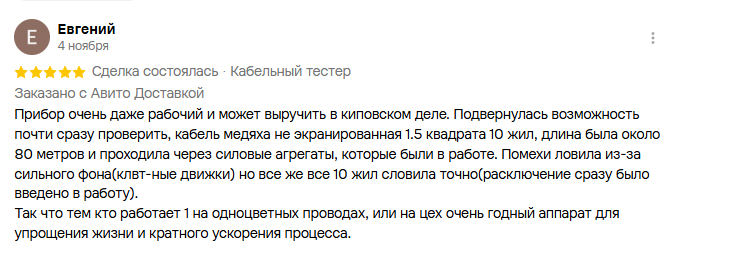 Е
Евгений
4 ноября
Сделка состоялась · Кабельный тестер
Заказано с Авито Доставкой
Прибор очень даже рабочий и может выручить в киповском деле. Подвернулась возможность
почти сразу проверить, кабель медяха не экранированная 1.5 квадрата 10 жил, длина была около
80 метров и проходила через силовые агрегаты, которые были в работе. Помехи ловила из-за
сильного фона(клвт-ные движки) но все же все 10 жил словила точно(расключение сразу было
введено в работу).
Так что тем кто работает 1 на одноцветных проводах, или на цех очень годный аппарат для
упрощения жизни и кратного ускорения процесса.